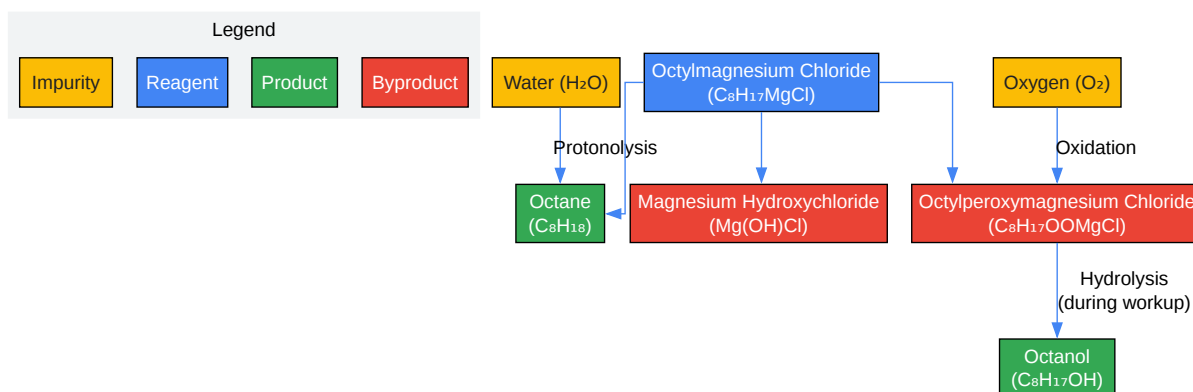 Legend
Impurity
Reagent
Product
Byproduct
Water (H₂O)
Octylmagnesium Chloride
(C₈H₁₇MgCl)
Oxygen (O₂)
Protonolysis
Oxidation
Octane
(C₈H₁₈)
Magnesium Hydroxychloride
(Mg(OH)Cl)
Octylperoxymagnesium Chloride
(C₈H₁₇OOMgCl)
Hydrolysis
(during workup)
Octanol
(C₈H₁₇OH)